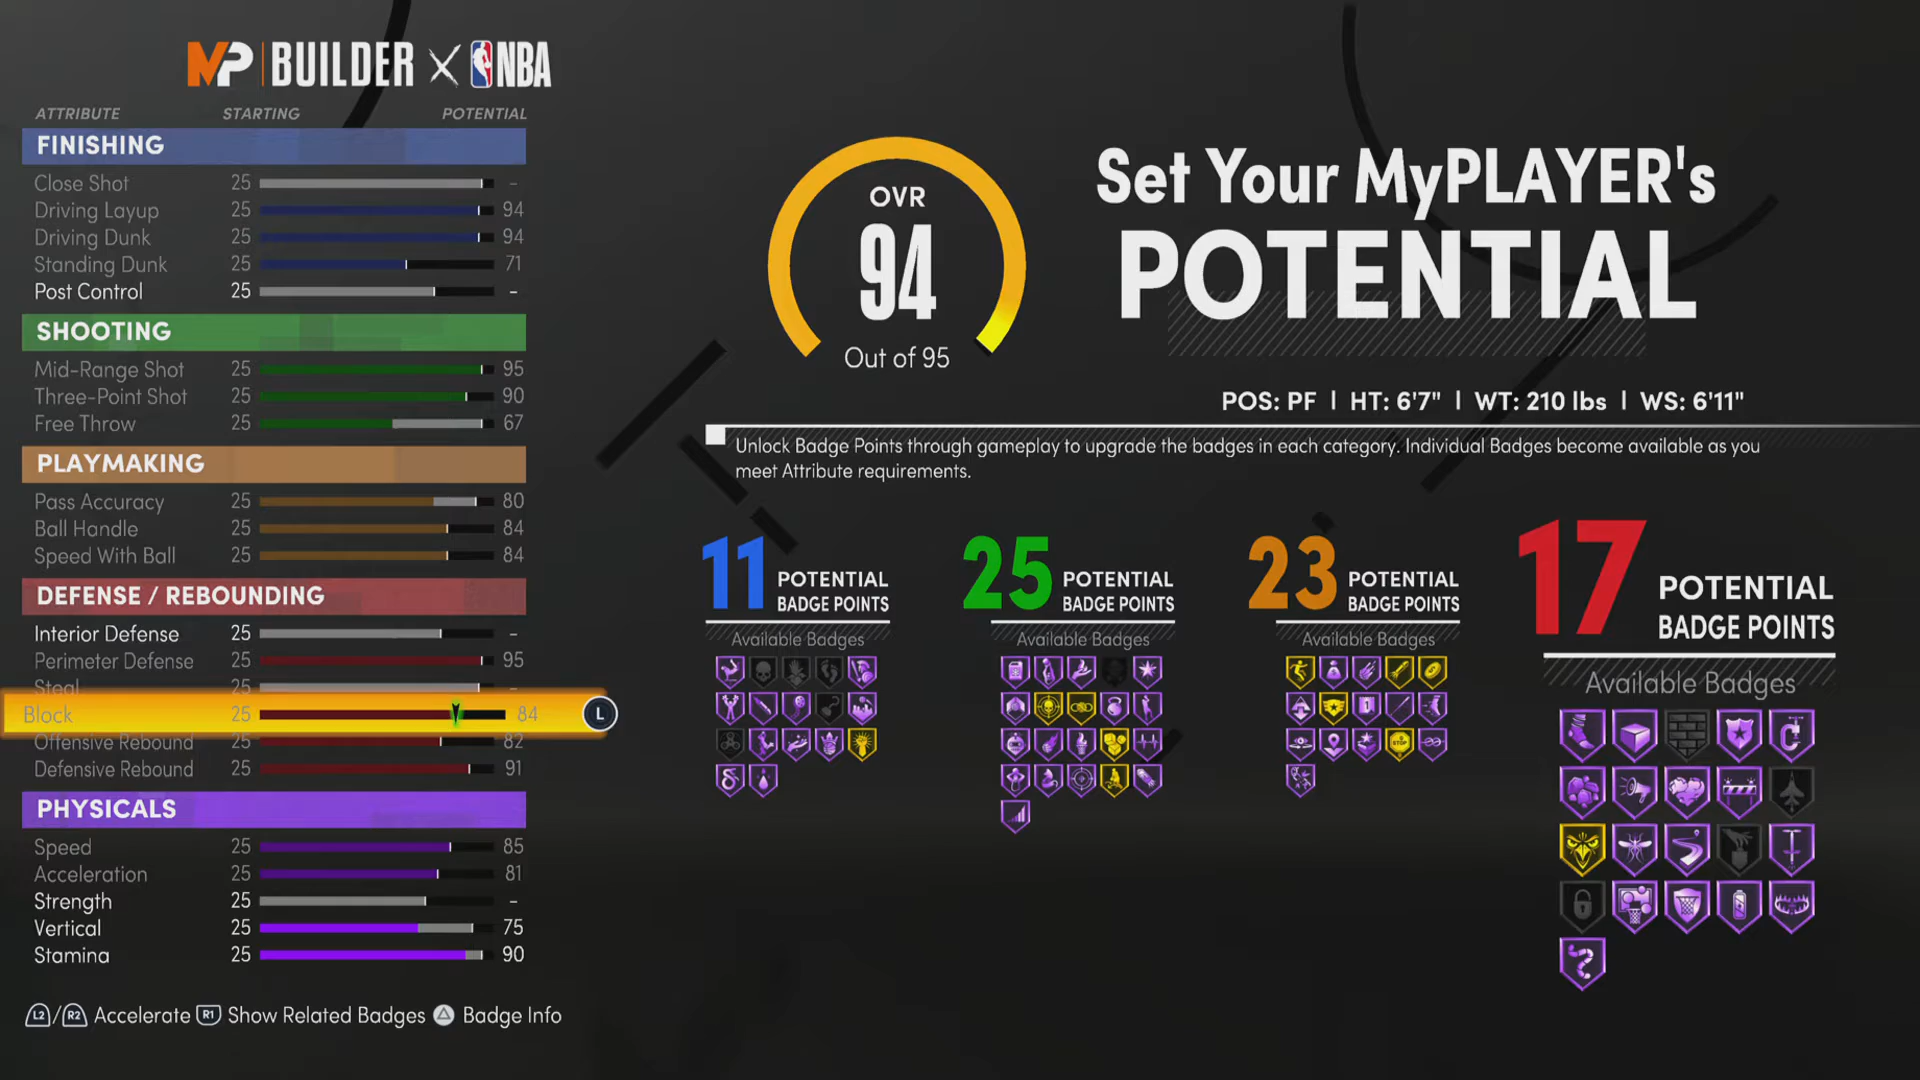 MP | BUILDER X NBA
ATTRIBUTE STARTING POTENTIAL
FINISHING
Close Shot 25 -
Driving Layup 25 94
Driving Dunk 25 94
Standing Dunk 25 71
Post Control 25 -
SHOOTING
Mid-Range Shot 25 95
Three-Point Shot 25 90
Free Throw 25 67
PLAYMAKING
Pass Accuracy 25 80
Ball Handle 25 84
Speed With Ball 25 84
DEFENSE / REBOUNDING
Interior Defense 25 -
Perimeter Defense 25 95
Steal 25 -
Block 25 84 L
Offensive Rebound 25 82
Defensive Rebound 25 91
PHYSICALS
Speed 25 85
Acceleration 25 81
Strength 25 -
Vertical 25 75
Stamina 25 90
L2/R2 Accelerate R1 Show Related Badges Badge Info
OVR
94
Out of 95
Set Your MyPLAYER's
POTENTIAL
POS: PF | HT: 6'7" | WT: 210 lbs | WS: 6'11"
Unlock Badge Points through gameplay to upgrade the badges in each category. Individual Badges become available as you
meet Attribute requirements.
11 POTENTIAL
BADGE POINTS
Available Badges
25 POTENTIAL
BADGE POINTS
Available Badges
23 POTENTIAL
BADGE POINTS
Available Badges
STOP
17 POTENTIAL
BADGE POINTS
Available Badges